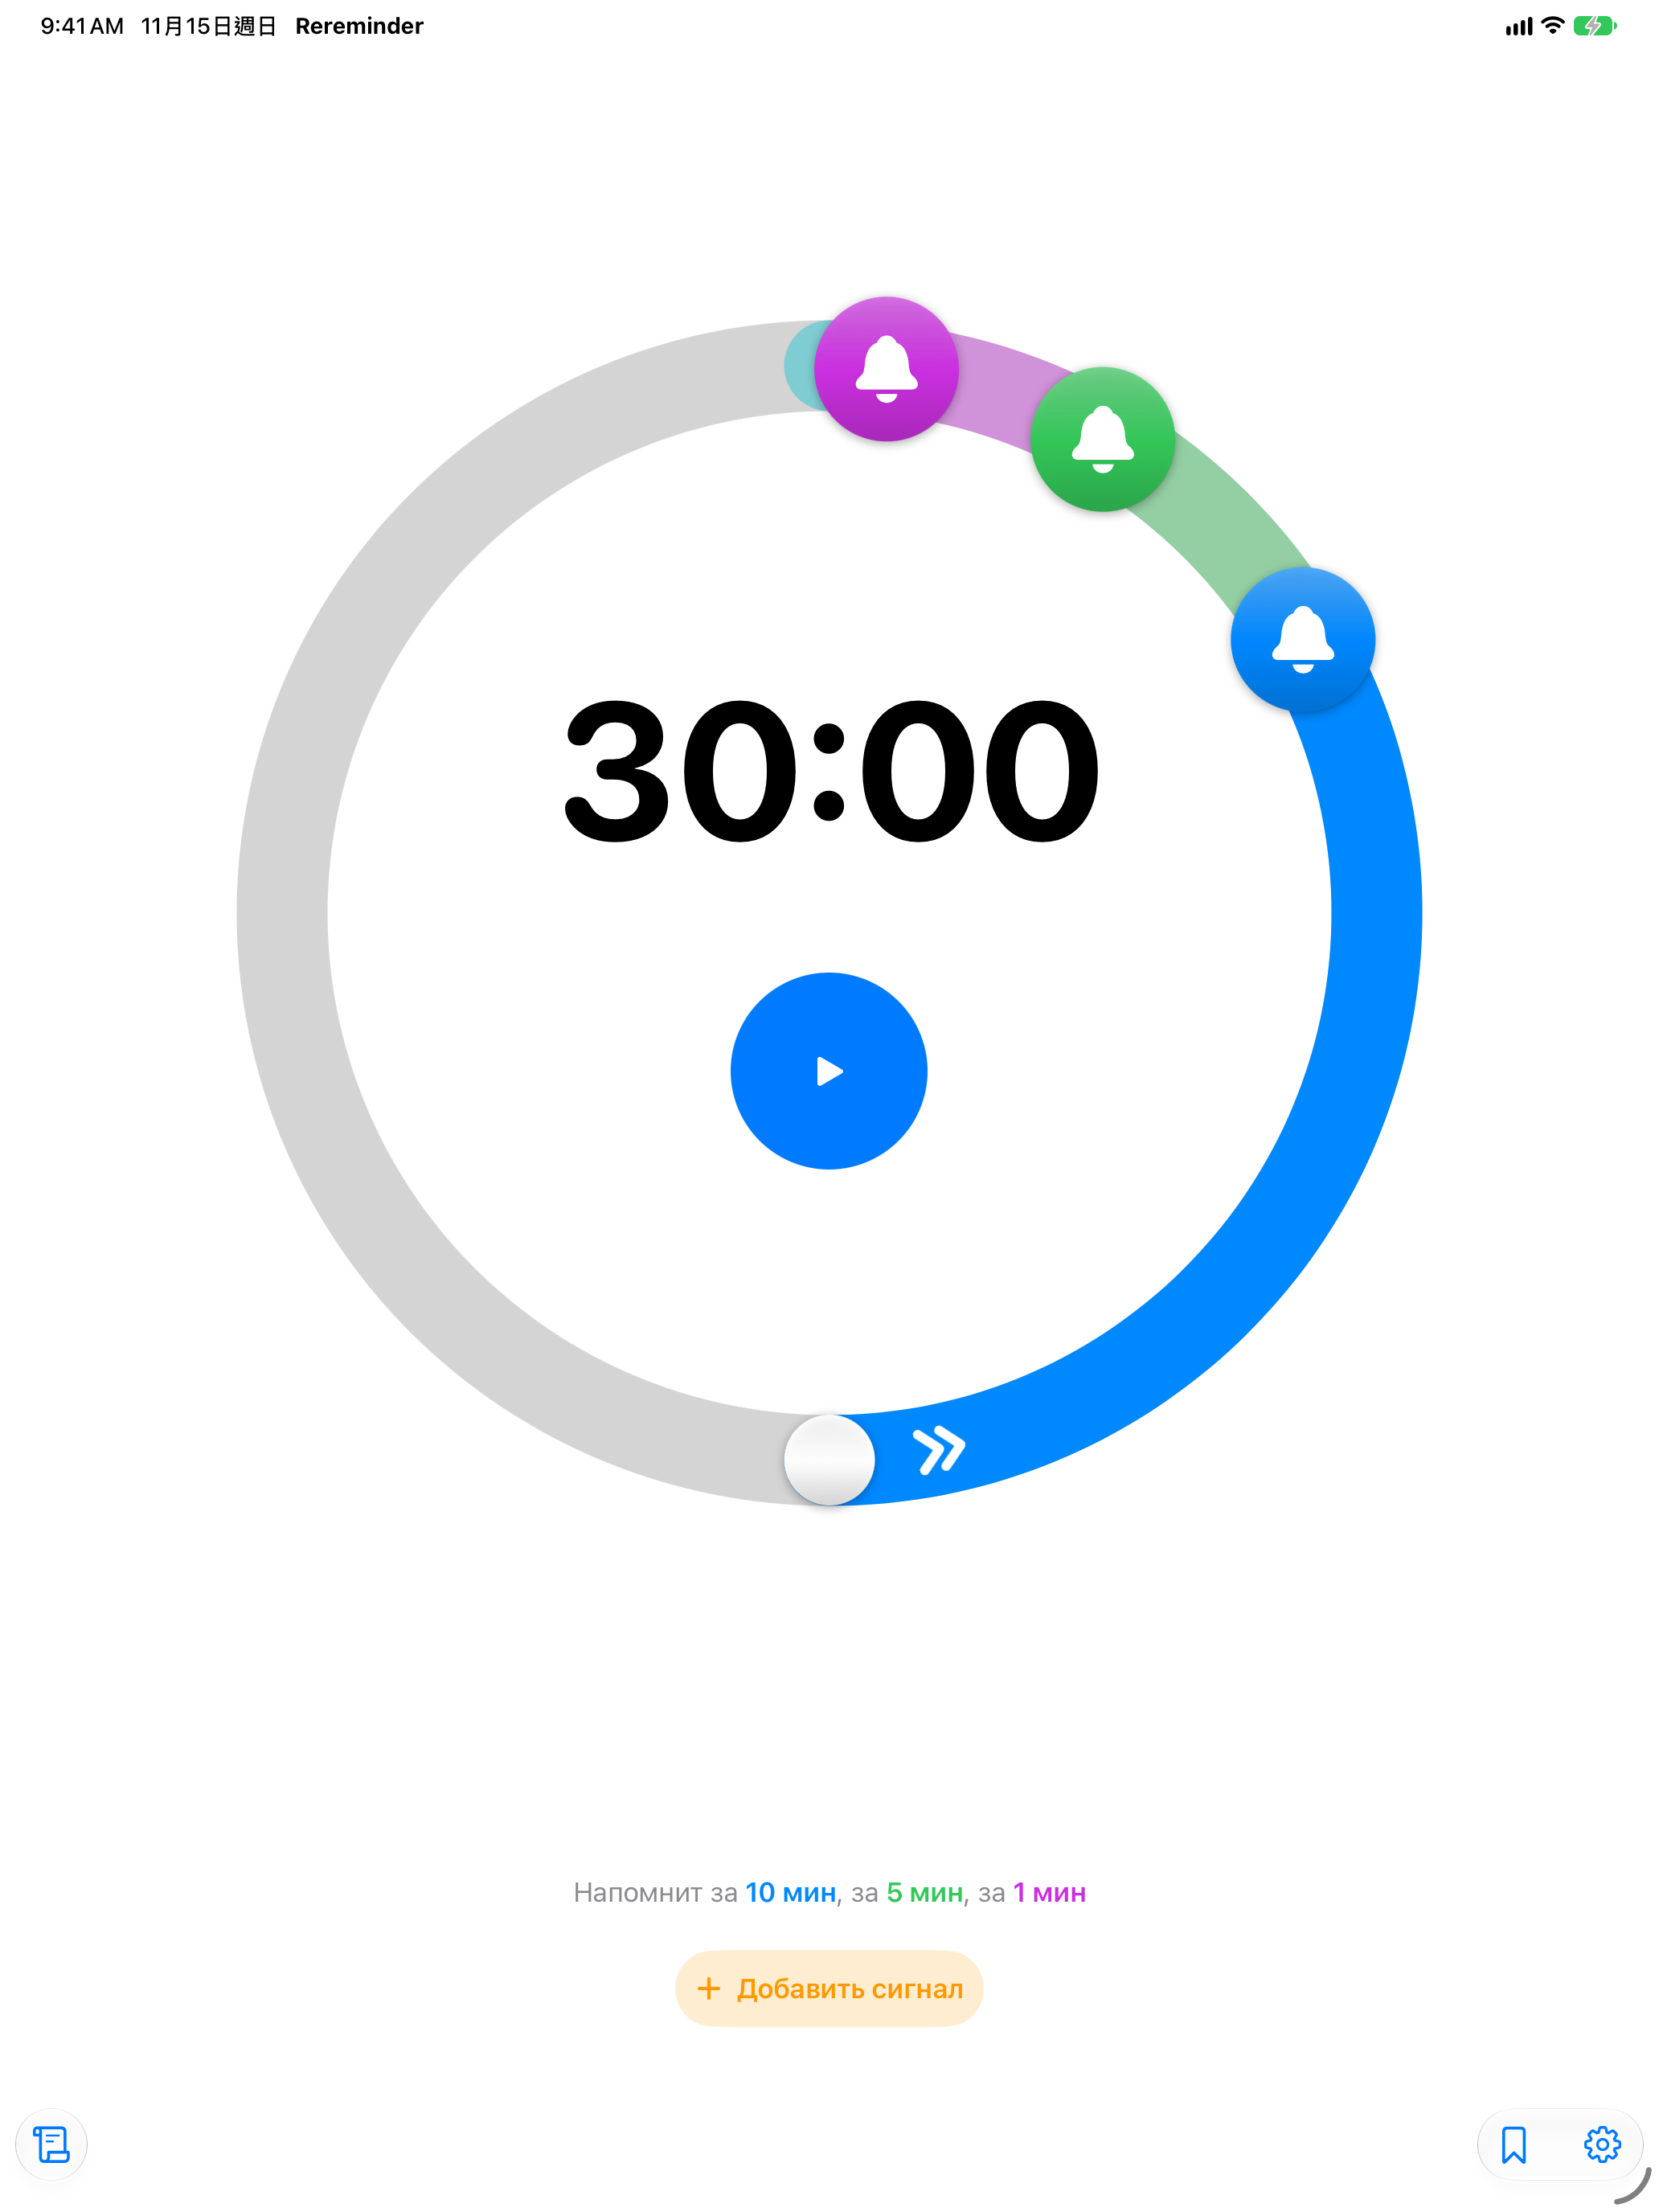 9:41 AM 11月15日週日 Rereminder
30:00
Напомнит за 10 мин, за 5 мин, за 1 мин
+ Добавить сигнал